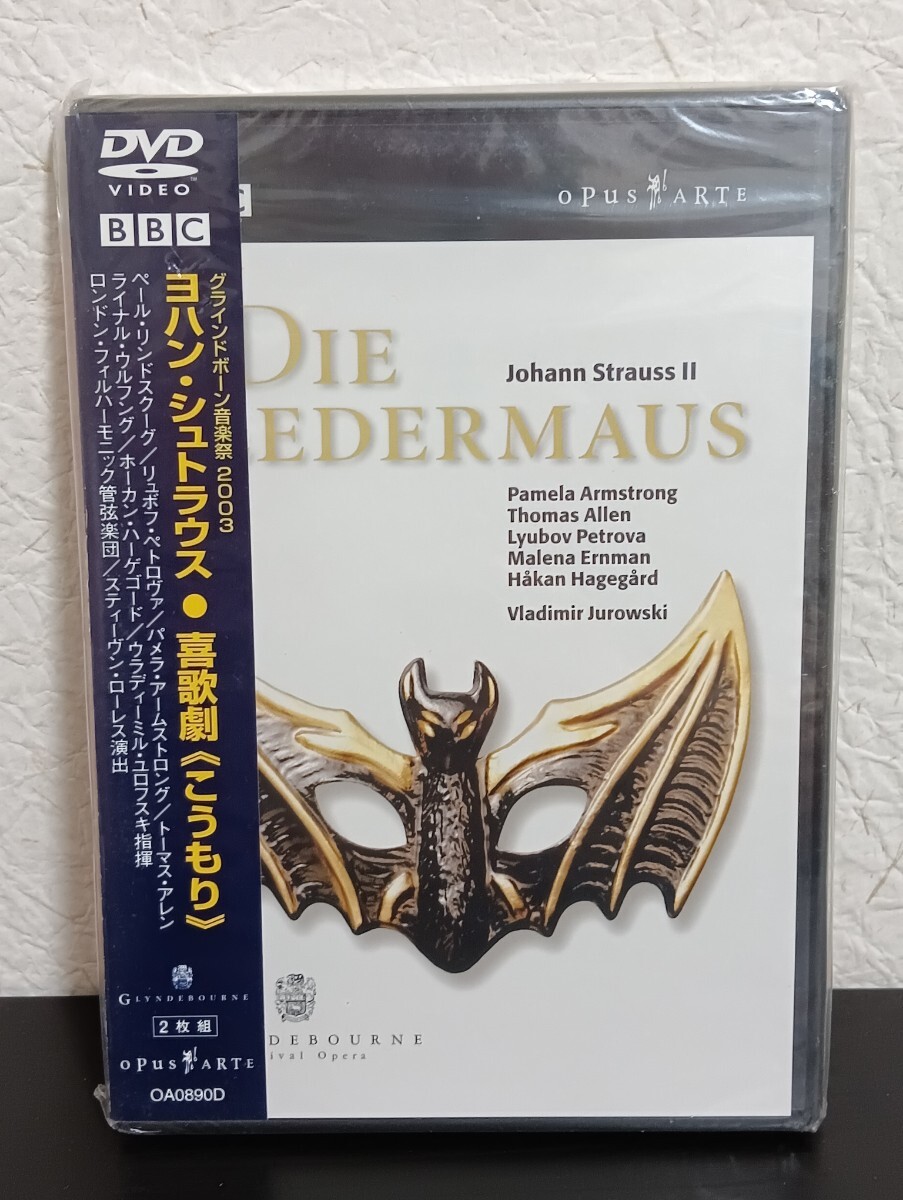 DVD
VIDEO
BBC
グラインドボーン音楽祭 2003
ヨハン・シュトラウス ● 喜歌劇《こうもり》
ペール・リンドスクーグ/リュボフ・ペトロヴァ/パメラ・アームストロング/トーマス・アレン
ライナル・ウルフング/ホーカン・ハーゲゴード/ウラディーミル・ユロフスキ指揮
ロンドン・フィルハーモニック管弦楽団/スティーヴン・ローレス演出
GLYNDEBOURNE
2枚組
OPUS ARTE
OA0890D
C
OPUS ARTE
DIE
Johann Strauss II
LEDERMAUS
Pamela Armstrong
Thomas Allen
Lyubov Petrova
Malena Ernman
Håkan Hagegård
Vladimir Jurowski
DEBOURNE
ival Opera